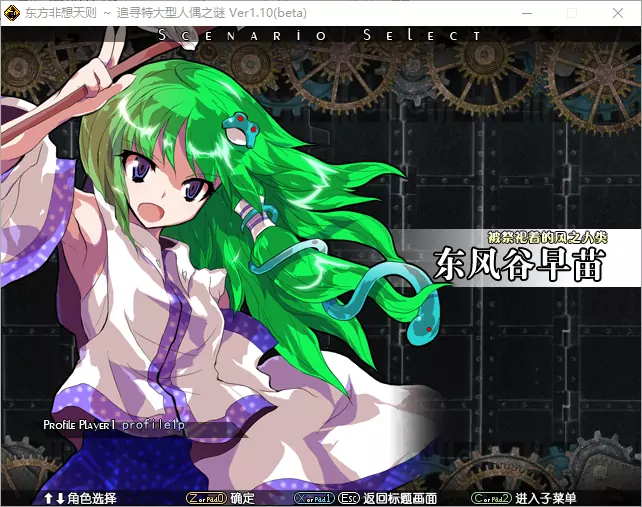 东方非想天则 ~ 追寻特大型人偶之谜 Ver1.10(beta)
Scenario Select
被祭祀着的风之人类
东风谷早苗
Profile Player1 profile1p
↑↓角色选择 Z or Pad0 确定 X or Pad1 Esc 返回标题画面 C or Pad2 进入子菜单